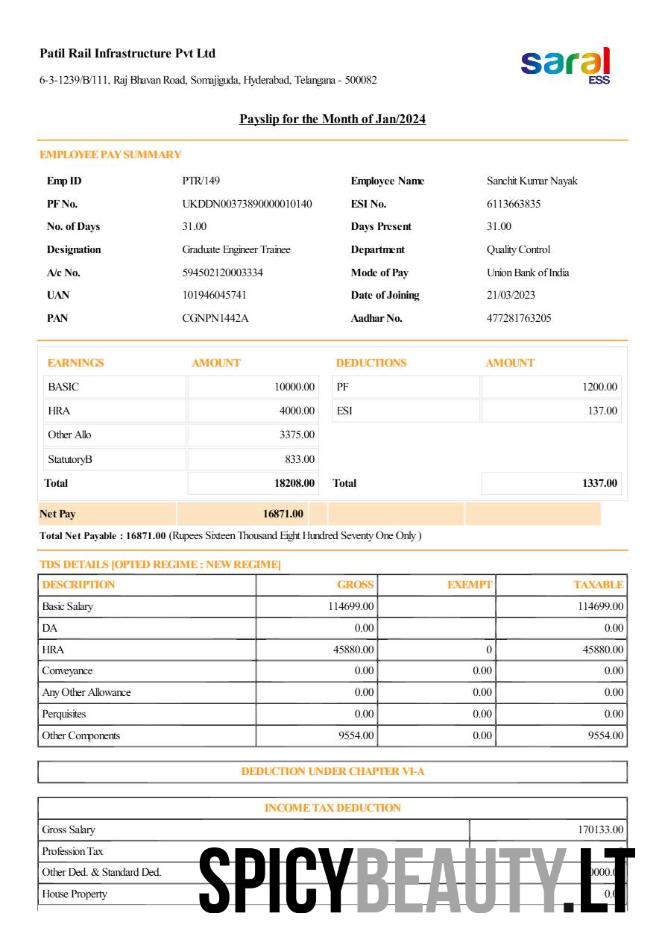 Patil Rail Infrastructure Pvt Ltd
6-3-1239/B/111, Raj Bhavan Road, Somajiguda, Hyderabad, Telangana - 500082
saral
ESS
Payslip for the Month of Jan/2024
EMPLOYEE PAY SUMMARY
Emp ID PTR/149 Employee Name Sanchit Kumar Nayak
PF No. UKDDN00373890000010140 ESI No. 6113663835
No. of Days 31.00 Days Present 31.00
Designation Graduate Engineer Trainee Department Quality Control
A/c No. 594502120003334 Mode of Pay Union Bank of India
UAN 101946045741 Date of Joining 21/03/2023
PAN CGNPN1442A Aadhar No. 477281763205
EARNINGS AMOUNT DEDUCTIONS AMOUNT
BASIC 10000.00 PF 1200.00
HRA 4000.00 ESI 137.00
Other Allo 3375.00
StatutoryB 833.00
Total 18208.00 Total 1337.00
Net Pay 16871.00
Total Net Payable : 16871.00 (Rupees Sixteen Thousand Eight Hundred Seventy One Only )
TDS DETAILS [OPTED REGIME : NEW REGIME]
DESCRIPTION GROSS EXEMPT TAXABLE
Basic Salary 114699.00 114699.00
DA 0.00 0.00
HRA 45880.00 0 45880.00
Conveyance 0.00 0.00 0.00
Any Other Allowance 0.00 0.00 0.00
Perquisites 0.00 0.00 0.00
Other Components 9554.00 0.00 9554.00
DEDUCTION UNDER CHAPTER VI-A
INCOME TAX DEDUCTION
Gross Salary 170133.00
Profession Tax
Other Ded. & Standard Ded.
House Property
SPICYBEAUTY.LT